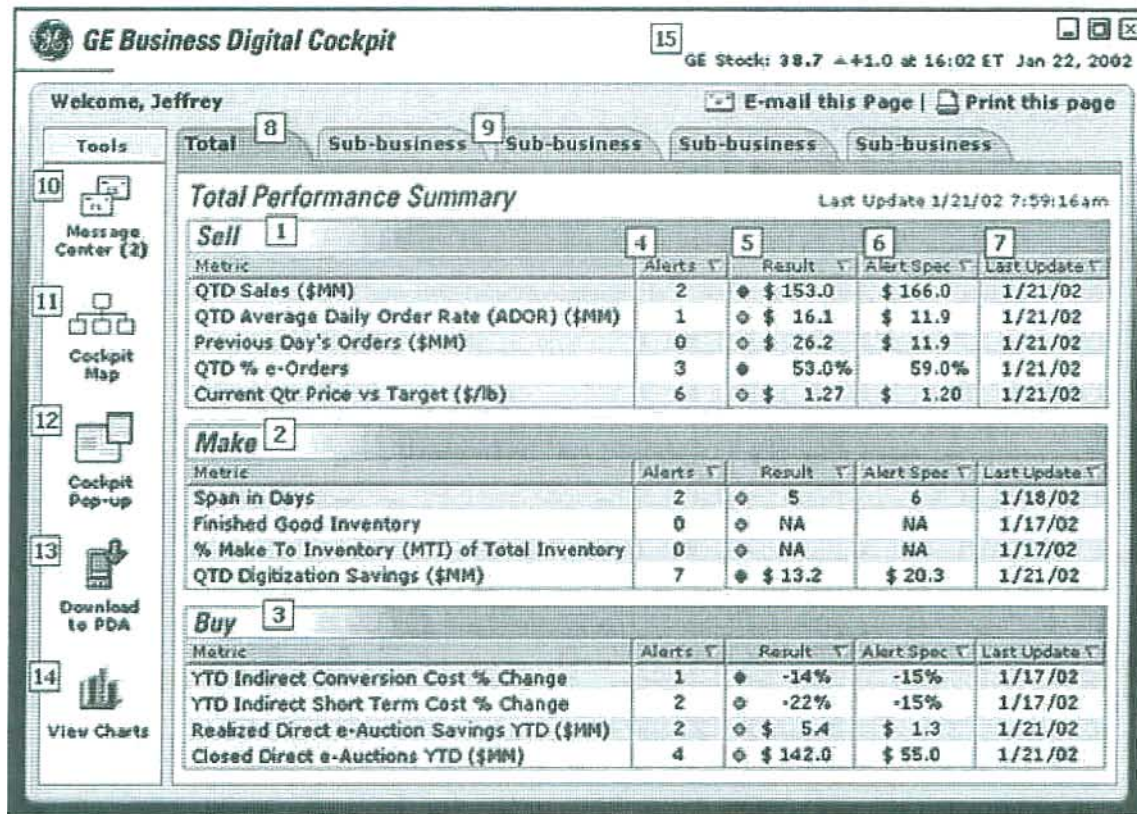 GE Business Digital Cockpit
15
GE Stock: 38.7 ▲+1.0 at 16:02 ET Jan 22, 2002
Welcome, Jeffrey
E-mail this Page | Print this page
Tools
Total 8 Sub-business 9 Sub-business Sub-business Sub-business
10
Message Center (2)
11
Cockpit Map
12
Cockpit Pop-up
13
Download to PDA
14
View Charts
Total Performance Summary Last Update 1/21/02 7:59:16am
Sell 1 4 5 6 7
Metric Alerts Result Alert Spec Last Update
QTD Sales ($MM) 2 $ 153.0 $ 166.0 1/21/02
QTD Average Daily Order Rate (ADOR) ($MM) 1 $ 16.1 $ 11.9 1/21/02
Previous Day's Orders ($MM) 0 $ 26.2 $ 11.9 1/21/02
QTD % e-Orders 3 53.0% 59.0% 1/21/02
Current Qtr Price vs Target ($/lb) 6 $ 1.27 $ 1.20 1/21/02
Make 2
Metric Alerts Result Alert Spec Last Update
Span in Days 2 5 6 1/18/02
Finished Good Inventory 0 NA NA 1/17/02
% Make To Inventory (MTI) of Total Inventory 0 NA NA 1/17/02
QTD Digitization Savings ($MM) 7 $ 13.2 $ 20.3 1/21/02
Buy 3
Metric Alerts Result Alert Spec Last Update
YTD Indirect Conversion Cost % Change 1 -14% -15% 1/17/02
YTD Indirect Short Term Cost % Change 2 -22% -15% 1/17/02
Realized Direct e-Auction Savings YTD ($MM) 2 $ 5.4 $ 1.3 1/21/02
Closed Direct e-Auctions YTD ($MM) 4 $ 142.0 $ 55.0 1/21/02